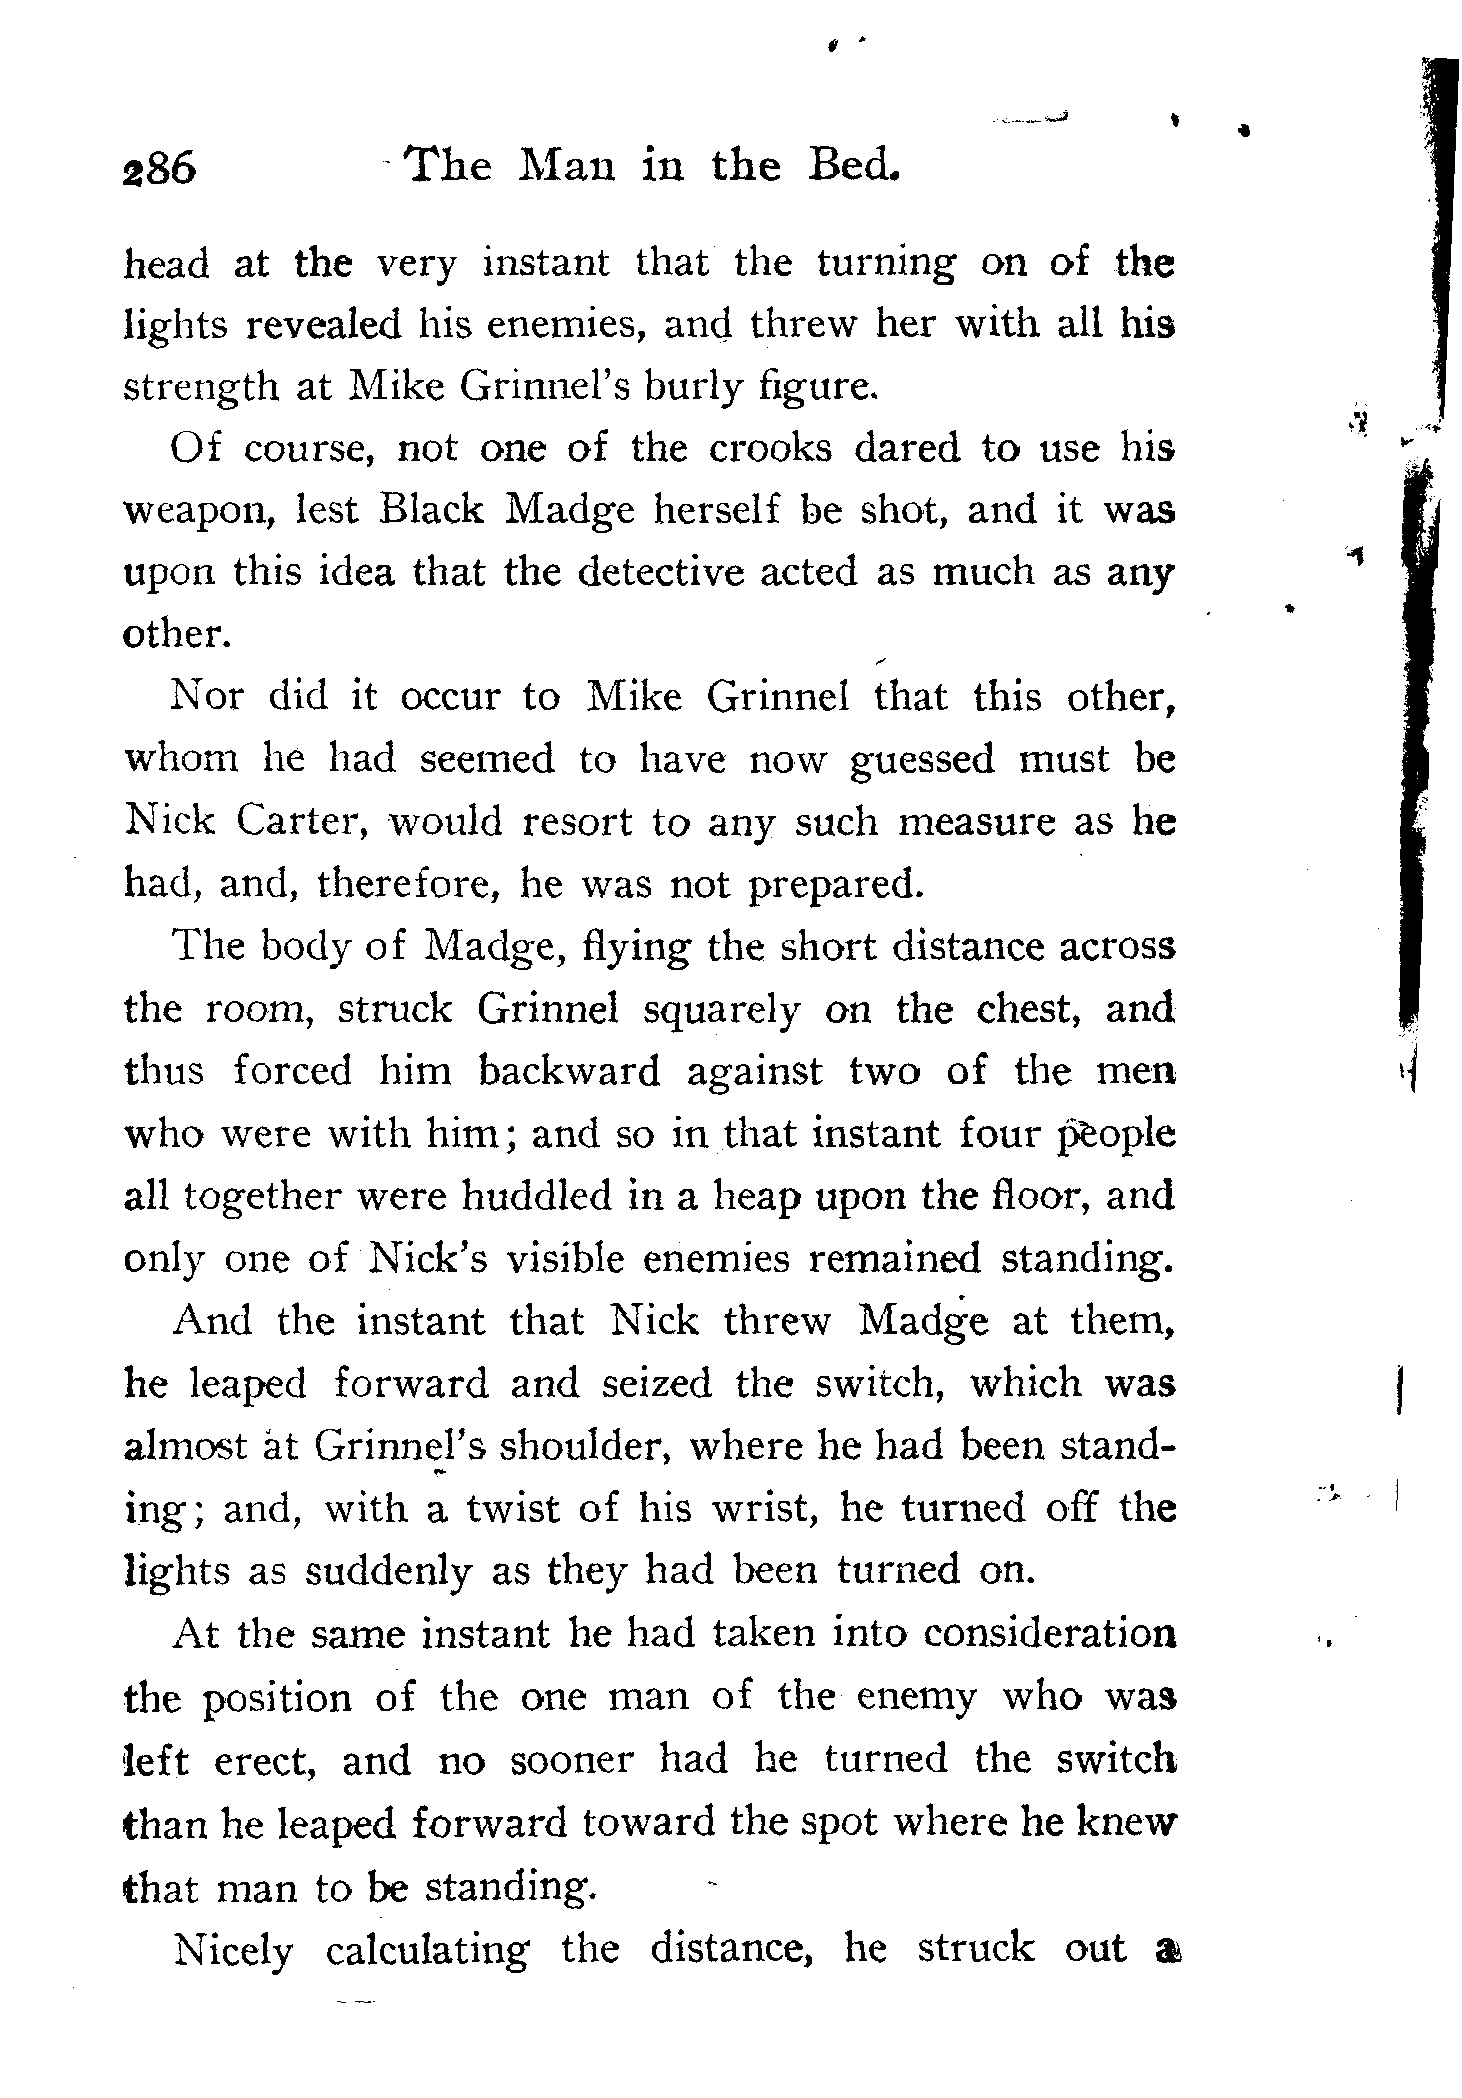 286 The Man in the Bed.
head at the very instant that the turning on of the
lights revealed his enemies, and threw her with all his
strength at Mike Grinnel's burly figure.
Of course, not one of the crooks dared to use his
weapon, lest Black Madge herself be shot, and it was
upon this idea that the detective acted as much as any
other.
Nor did it occur to Mike Grinnel that this other,
whom he had seemed to have now guessed must be
Nick Carter, would resort to any such measure as he
had, and, therefore, he was not prepared.
The body of Madge, flying the short distance across
the room, struck Grinnel squarely on the chest, and
thus forced him backward against two of the men
who were with him; and so in that instant four people
all together were huddled in a heap upon the floor, and
only one of Nick's visible enemies remained standing.
And the instant that Nick threw Madge at them,
he leaped forward and seized the switch, which was
almost at Grinnel's shoulder, where he had been stand-
ing; and, with a twist of his wrist, he turned off the
lights as suddenly as they had been turned on.
At the same instant he had taken into consideration
the position of the one man of the enemy who was
left erect, and no sooner had he turned the switch
than he leaped forward toward the spot where he knew
that man to be standing.
Nicely calculating the distance, he struck out a